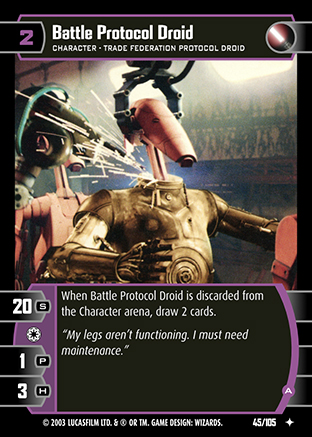 2 Battle Protocol Droid
CHARACTER · TRADE FEDERATION PROTOCOL DROID
20 S
1 P
3 H
When Battle Protocol Droid is discarded from
the Character arena, draw 2 cards.
"My legs aren't functioning. I must need
maintenance."
A
© 2003 LUCASFILM LTD. & ® OR TM. GAME DESIGN: WIZARDS. 45/105